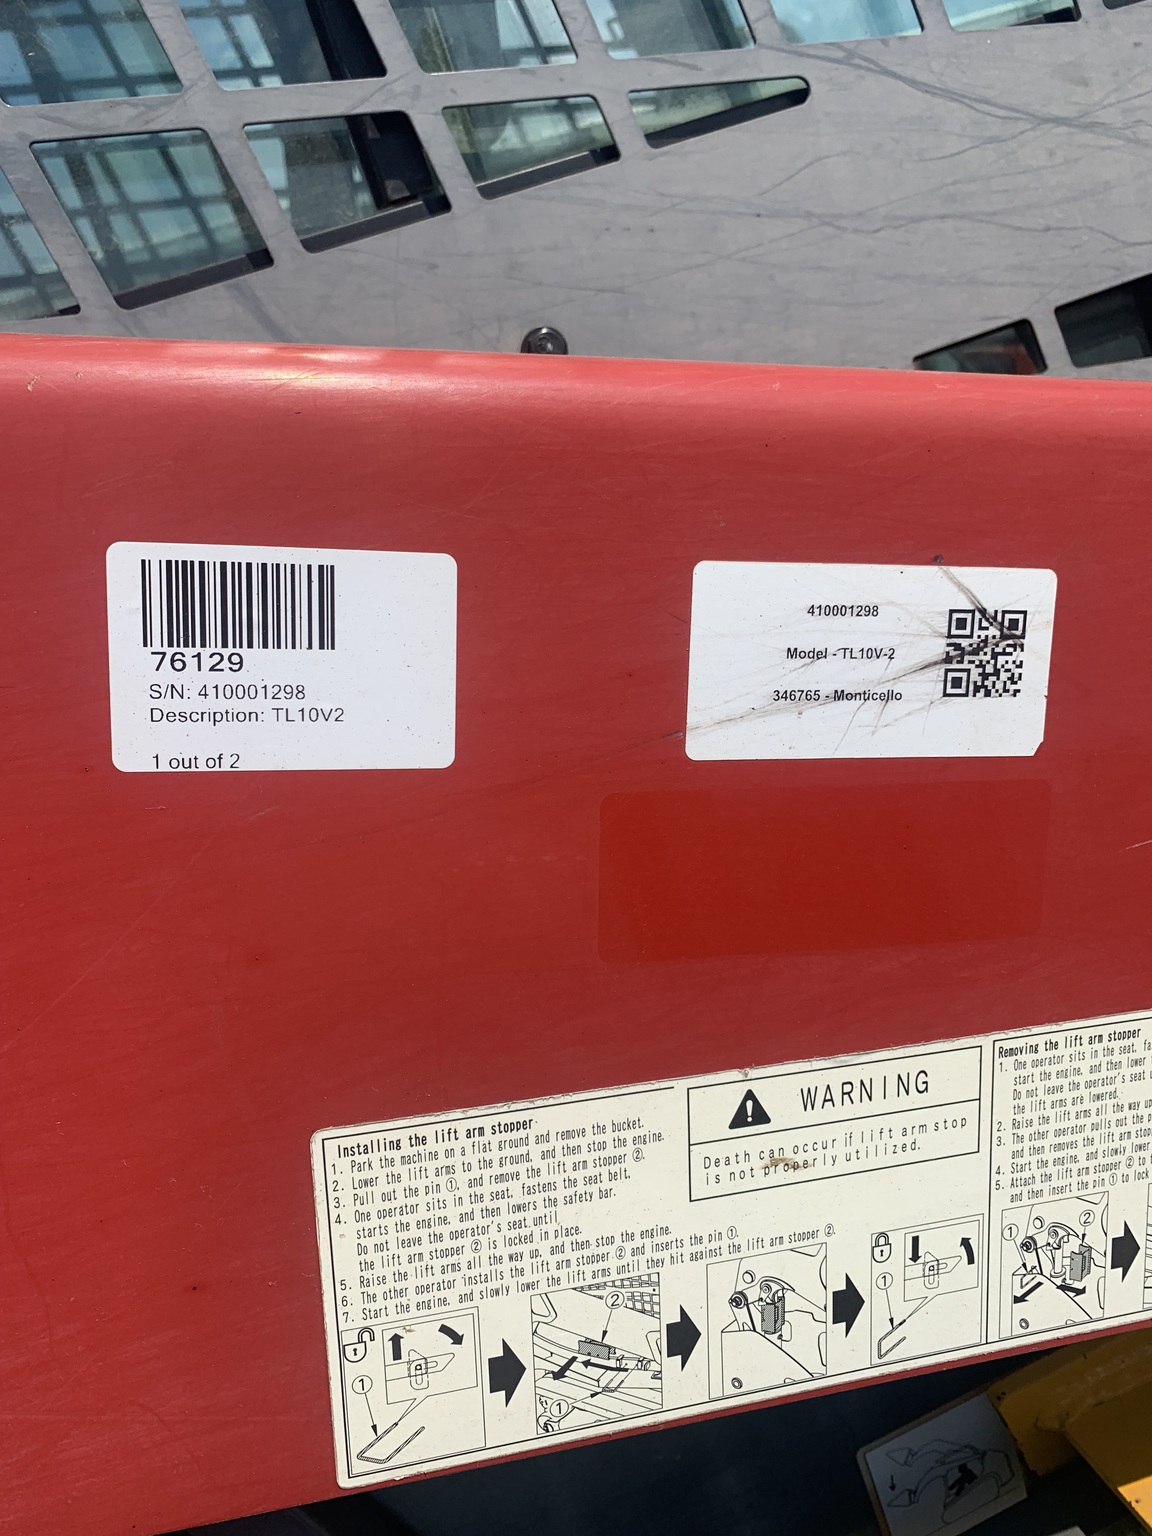 76129
S/N: 410001298
Description: TL10V2
1 out of 2
410001298
Model - TL10V-2
346765 - Monticello
Installing the lift arm stopper
1. Park the machine on a flat ground and remove the bucket.
2. Lower the lift arms to the ground, and then stop the engine.
3. Pull out the pin ①, and remove the lift arm stopper ②.
4. One operator sits in the seat, fastens the seat belt,
starts the engine, and then lowers the safety bar.
Do not leave the operator's seat until
the lift arm stopper ② is locked in place.
5. Raise the lift arms all the way up, and then stop the engine.
6. The other operator installs the lift arm stopper ② and inserts the pin ①.
7. Start the engine, and slowly lower the lift arms until they hit against the lift arm stopper ②.
①
②
①
①
WARNING
Death can occur if lift arm stop
is not properly utilized.
Removing the lift arm stopper
1. One operator sits in the seat, fa
start the engine, and then lower
Do not leave the operator's seat u
the lift arms are lowered.
2. Raise the lift arms all the way up
3. The other operator pulls out the p
and then removes the lift arm stop
4. Start the engine, and slowly lower
5. Attach the lift arm stopper ② to t
and then insert the pin ① to lock
①
②